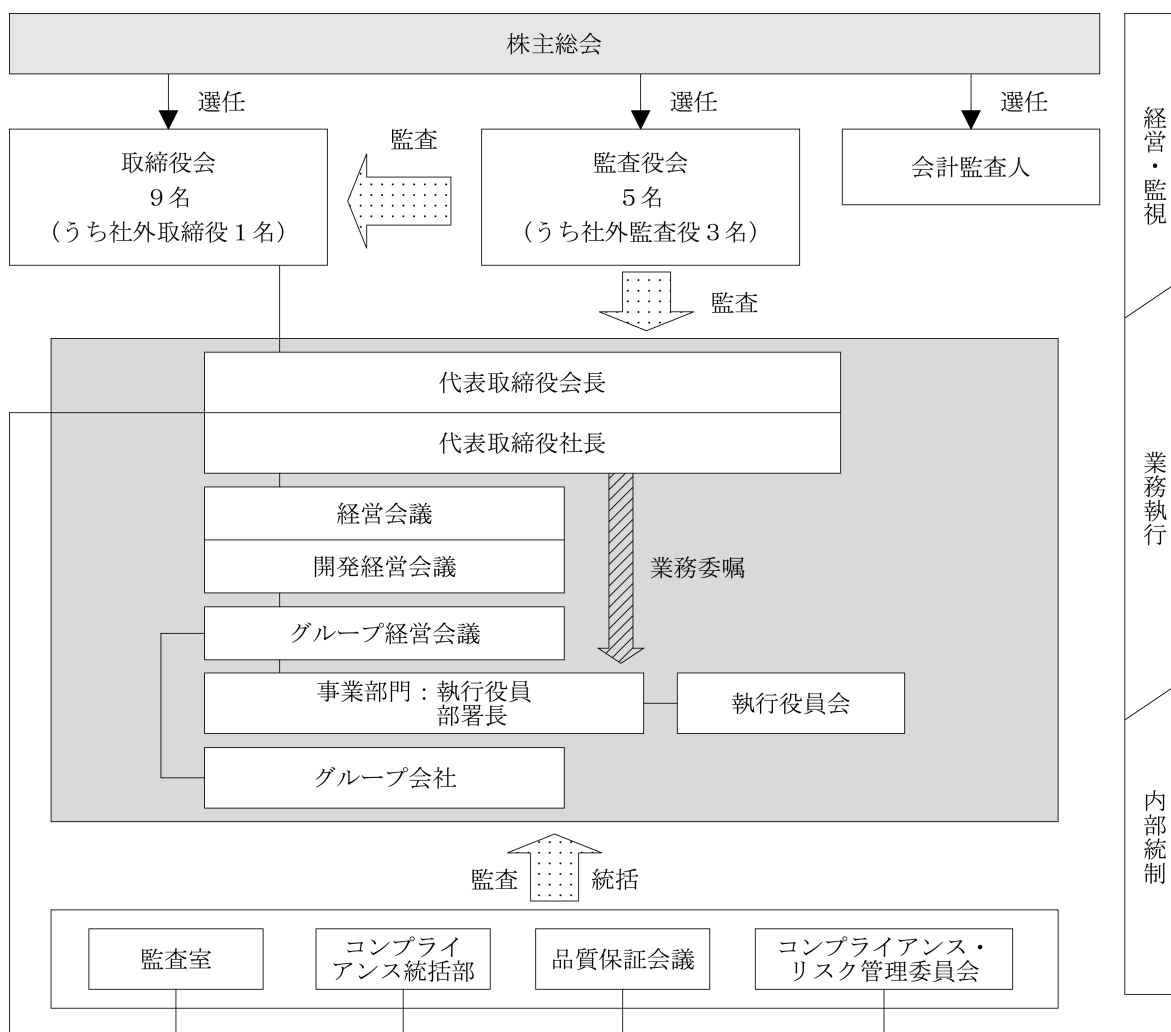 株主総会
選任
選任
選任
取締役会
9名
(うち社外取締役1名)
監査
監査役会
5名
(うち社外監査役3名)
会計監査人
監査
経営・監視
代表取締役会長
代表取締役社長
経営会議
開発経営会議
業務委嘱
グループ経営会議
事業部門:執行役員
部署長
執行役員会
グループ会社
業務執行
監査
統括
監査室
コンプライ
アンス統括部
品質保証会議
コンプライアンス・
リスク管理委員会
内部統制